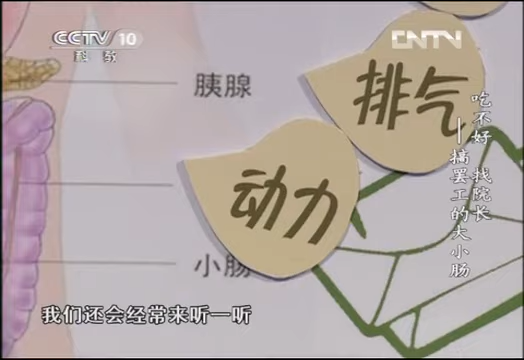 CCTV 10
科教
CNTN
胰腺
排气
动力
小肠
吃不好 找院长
—搞罢工的大小肠
我们还会经常来听一听